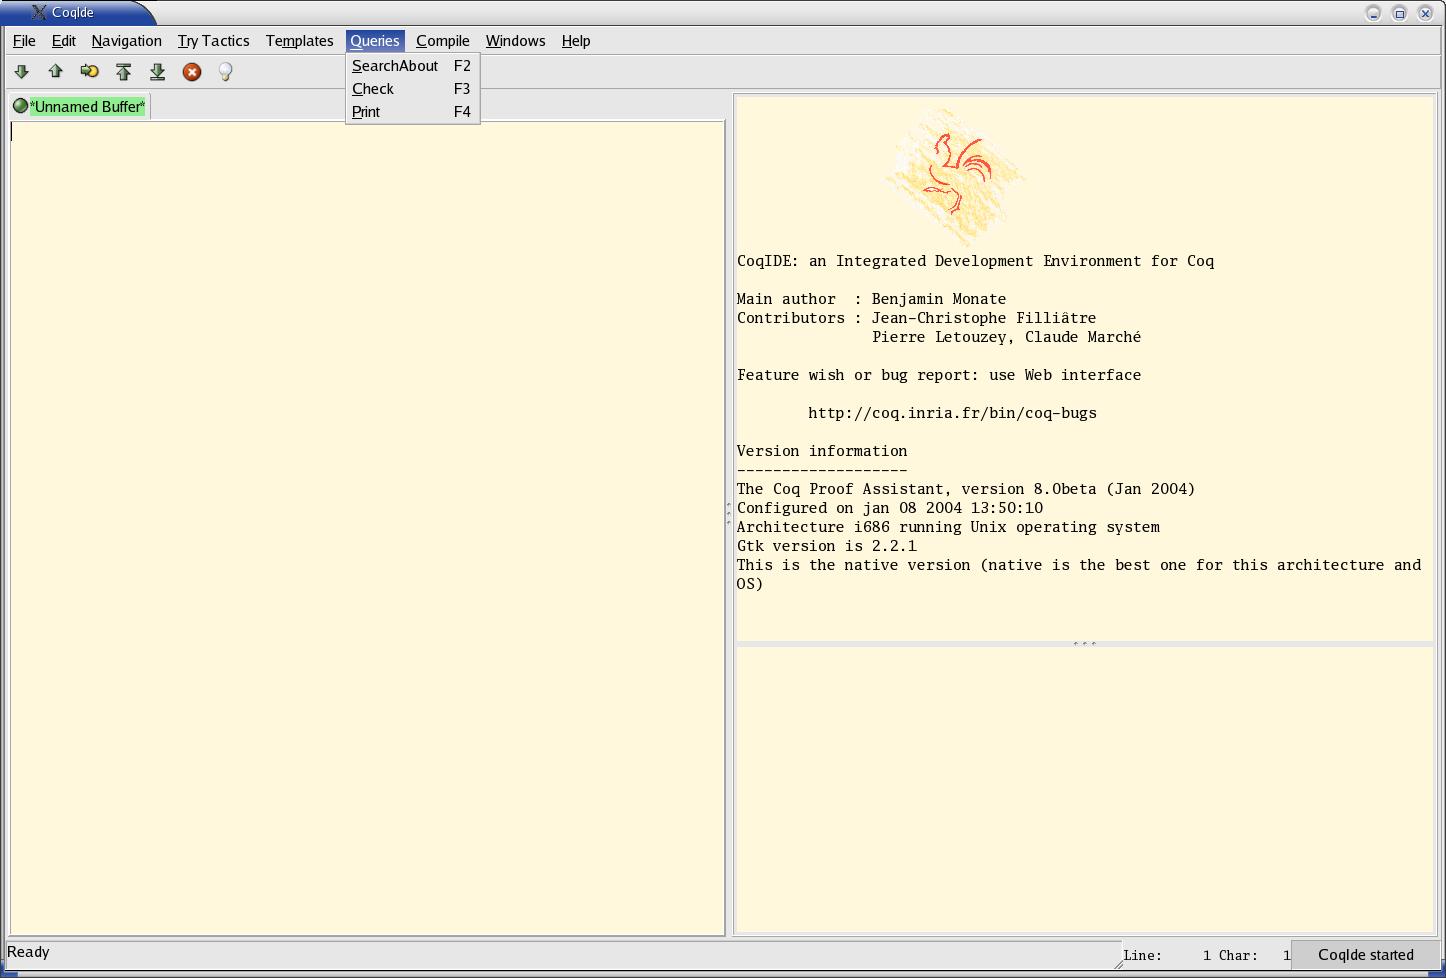 CoqIde
File Edit Navigation Try Tactics Templates Queries Compile Windows Help
SearchAbout F2
Check F3
Print F4
*Unnamed Buffer*
CoqIDE: an Integrated Development Environment for Coq
Main author  : Benjamin Monate
Contributors : Jean-Christophe Filliâtre
Pierre Letouzey, Claude Marché
Feature wish or bug report: use Web interface
http://coq.inria.fr/bin/coq-bugs
Version information
-------------------
The Coq Proof Assistant, version 8.0beta (Jan 2004)
Configured on jan 08 2004 13:50:10
Architecture i686 running Unix operating system
Gtk version is 2.2.1
This is the native version (native is the best one for this architecture and
OS)
Ready
Line: 1 Char: 1
CoqIde started